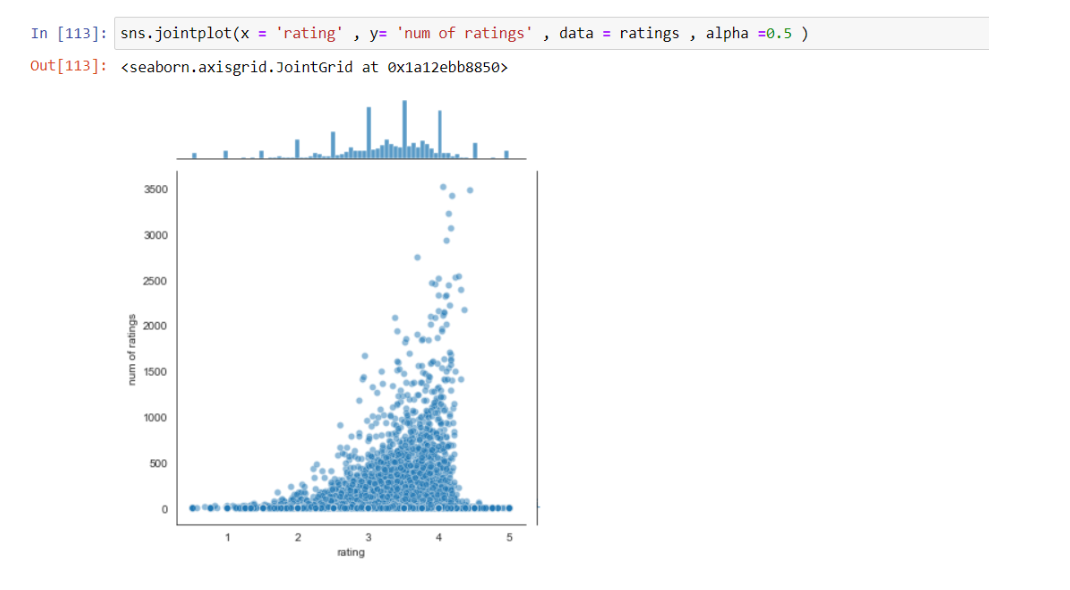 In [113]: sns.jointplot(x = 'rating' , y= 'num of ratings' , data = ratings , alpha =0.5 )
Out[113]: <seaborn.axisgrid.JointGrid at 0x1a12ebb8850>
3500
3000
2500
2000
1500
1000
500
0
num of ratings
1 2 3 4 5
rating